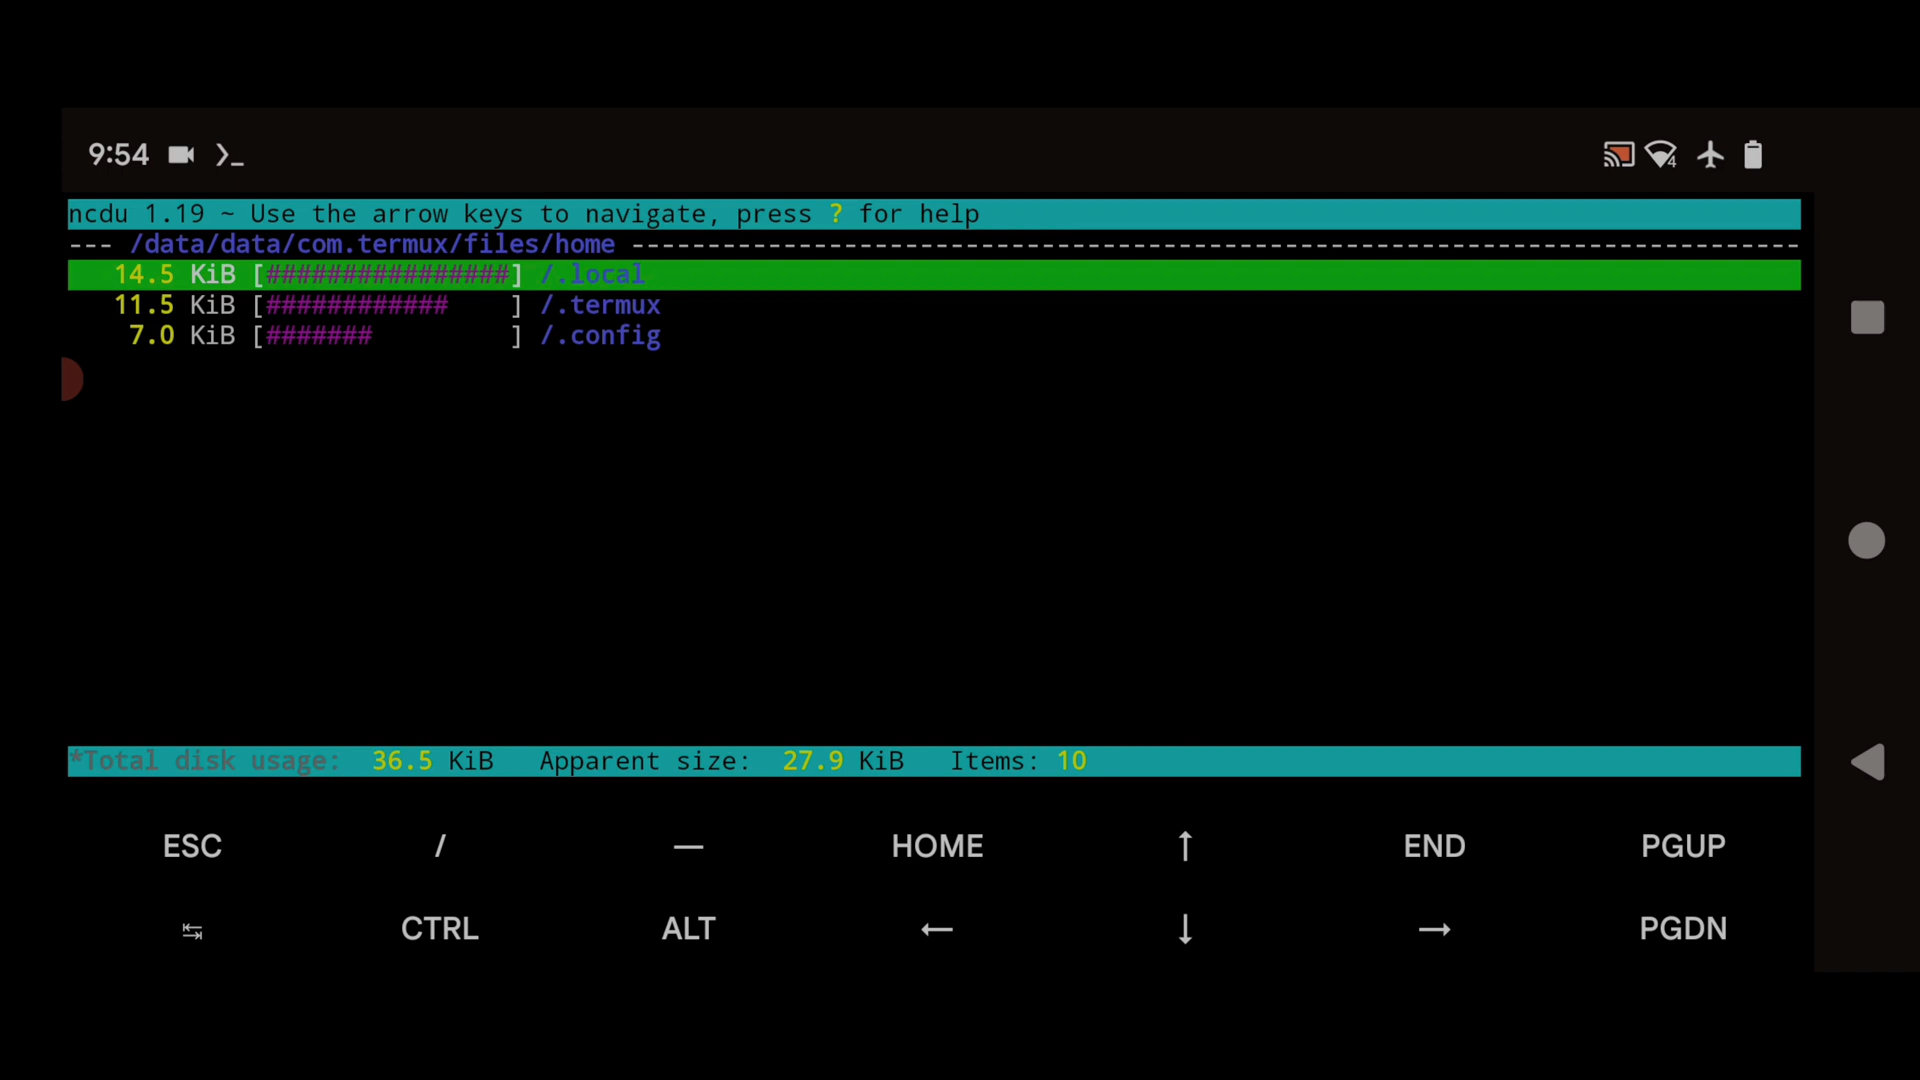 9:54
ncdu 1.19 ~ Use the arrow keys to navigate, press ? for help
--- /data/data/com.termux/files/home -----------------------------------------------------------------------------
14.5 KiB [################] /.local
11.5 KiB [############    ] /.termux
7.0 KiB [#######         ] /.config
*Total disk usage:  36.5 KiB   Apparent size:  27.9 KiB   Items: 10
ESC / — HOME ↑ END PGUP
↹ CTRL ALT ← ↓ → PGDN